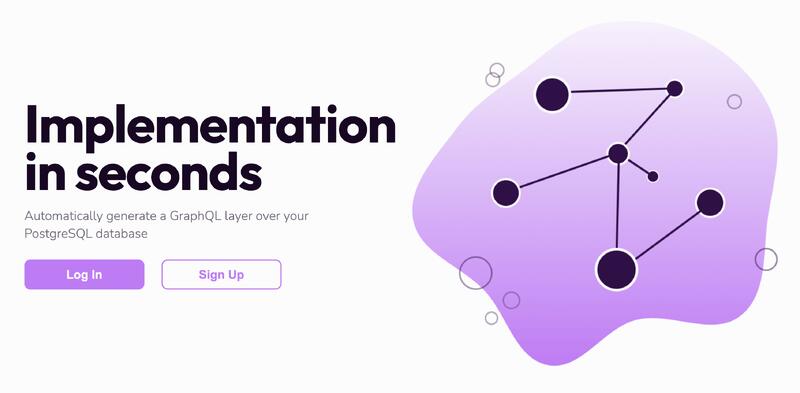 Implementation
in seconds
Automatically generate a GraphQL layer over your
PostgreSQL database
Log In
Sign Up